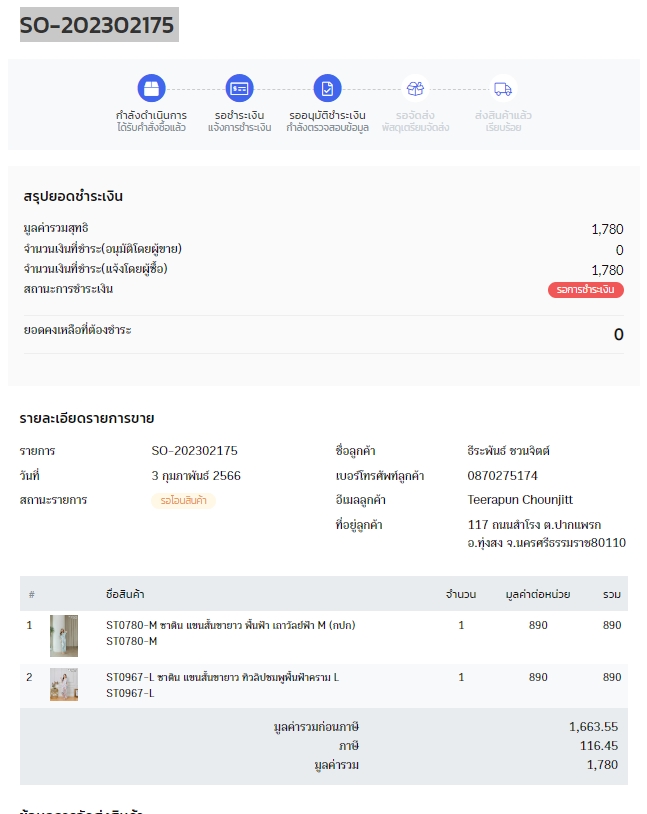 SO-202302175
กำลังดำเนินการ
ได้รับคำสั่งซื้อแล้ว
รอชำระเงิน
แจ้งการชำระเงิน
รออนุมัติชำระเงิน
กำลังตรวจสอบข้อมูล
รอจัดส่ง
พัสดุเตรียมจัดส่ง
ส่งสินค้าแล้ว
เรียบร้อย
สรุปยอดชำระเงิน
มูลค่ารวมสุทธิ 1,780
จำนวนเงินที่ชำระ(อนุมัติโดยผู้ขาย) 0
จำนวนเงินที่ชำระ(แจ้งโดยผู้ซื้อ) 1,780
สถานะการชำระเงิน รอการชำระเงิน
ยอดคงเหลือที่ต้องชำระ 0
รายละเอียดรายการขาย
รายการ SO-202302175
วันที่ 3 กุมภาพันธ์ 2566
สถานะรายการ รอโอนสินค้า
ชื่อลูกค้า ธีระพันธ์ ชวนจิตต์
เบอร์โทรศัพท์ลูกค้า 0870275174
อีเมลลูกค้า Teerapun Chounjitt
ที่อยู่ลูกค้า 117 ถนนสำโรง ต.ปากแพรก
อ.ทุ่งสง จ.นครศรีธรรมราช80110
# ชื่อสินค้า จำนวน มูลค่าต่อหน่วย รวม
1 ST0780-M ซาติน แขนสั้นขายาว พื้นฟ้า เถาวัลย์ฟ้า M (กปก) 1 890 890
ST0780-M
2 ST0967-L ซาติน แขนสั้นขายาว ทิวลิปชมพูพื้นฟ้าคราม L 1 890 890
ST0967-L
มูลค่ารวมก่อนภาษี 1,663.55
ภาษี 116.45
มูลค่ารวม 1,780